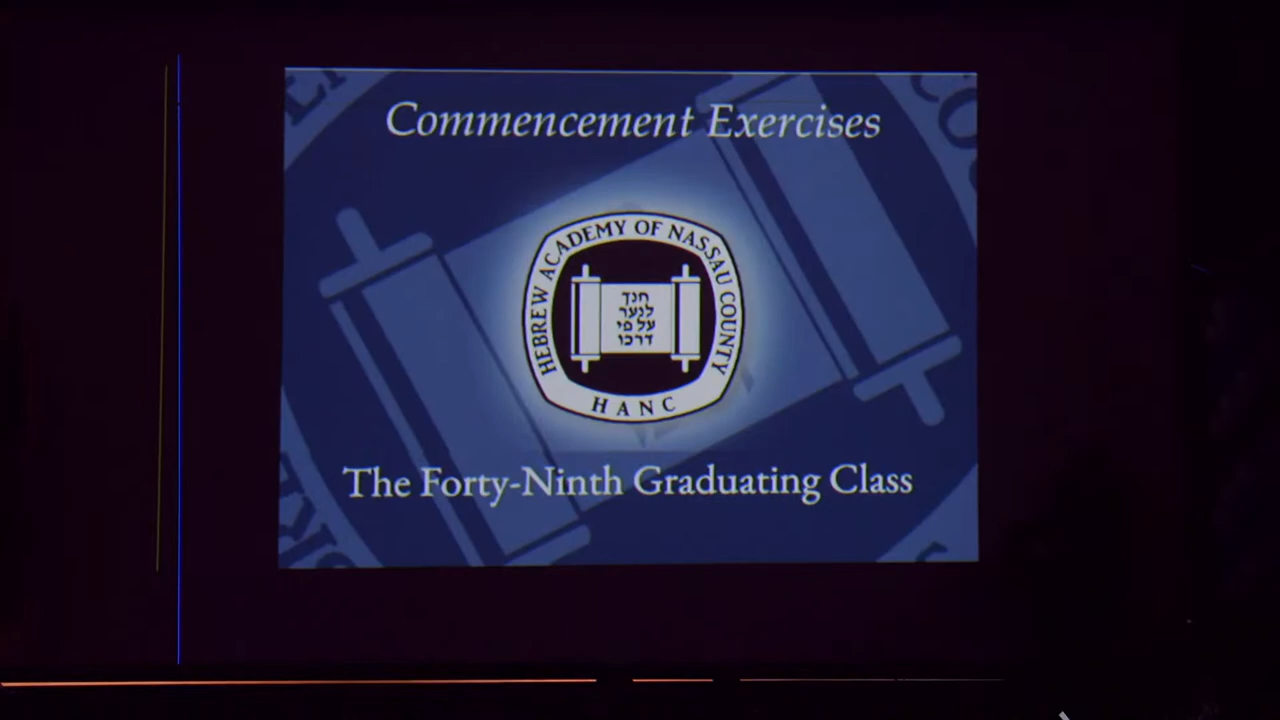 Commencement Exercises
HEBREW ACADEMY OF NASSAU COUNTY
חנך
לנער
על פי
דרכו
HANC
The Forty-Ninth Graduating Class